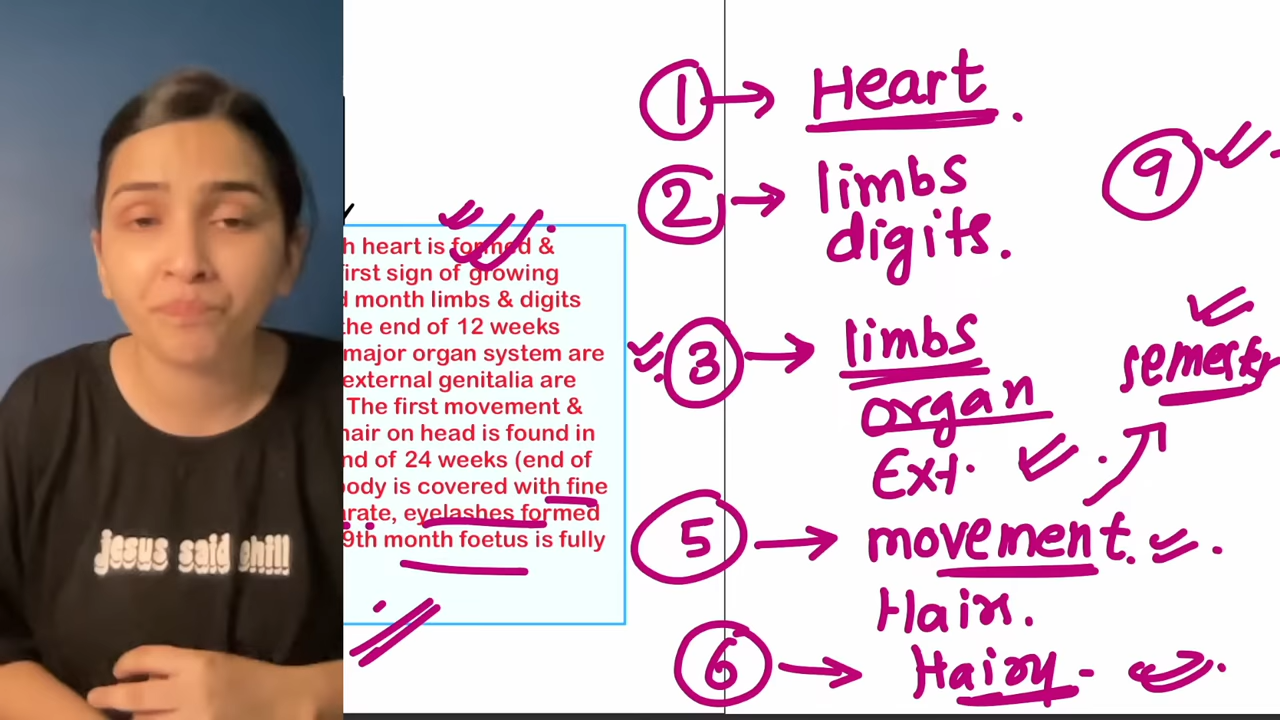 jesus said chill!
h heart is formed &
first sign of growing
d month limbs & digits
the end of 12 weeks
major organ system are
external genitalia are
The first movement &
hair on head is found in
nd of 24 weeks (end of
body is covered with fine
arate, eyelashes formed
9th month foetus is fully
1 → Heart.
2 → limbs
digits.
3 → limbs
organ
Ext.
5 → movement.
Hair.
6 → Hairy
9
semester